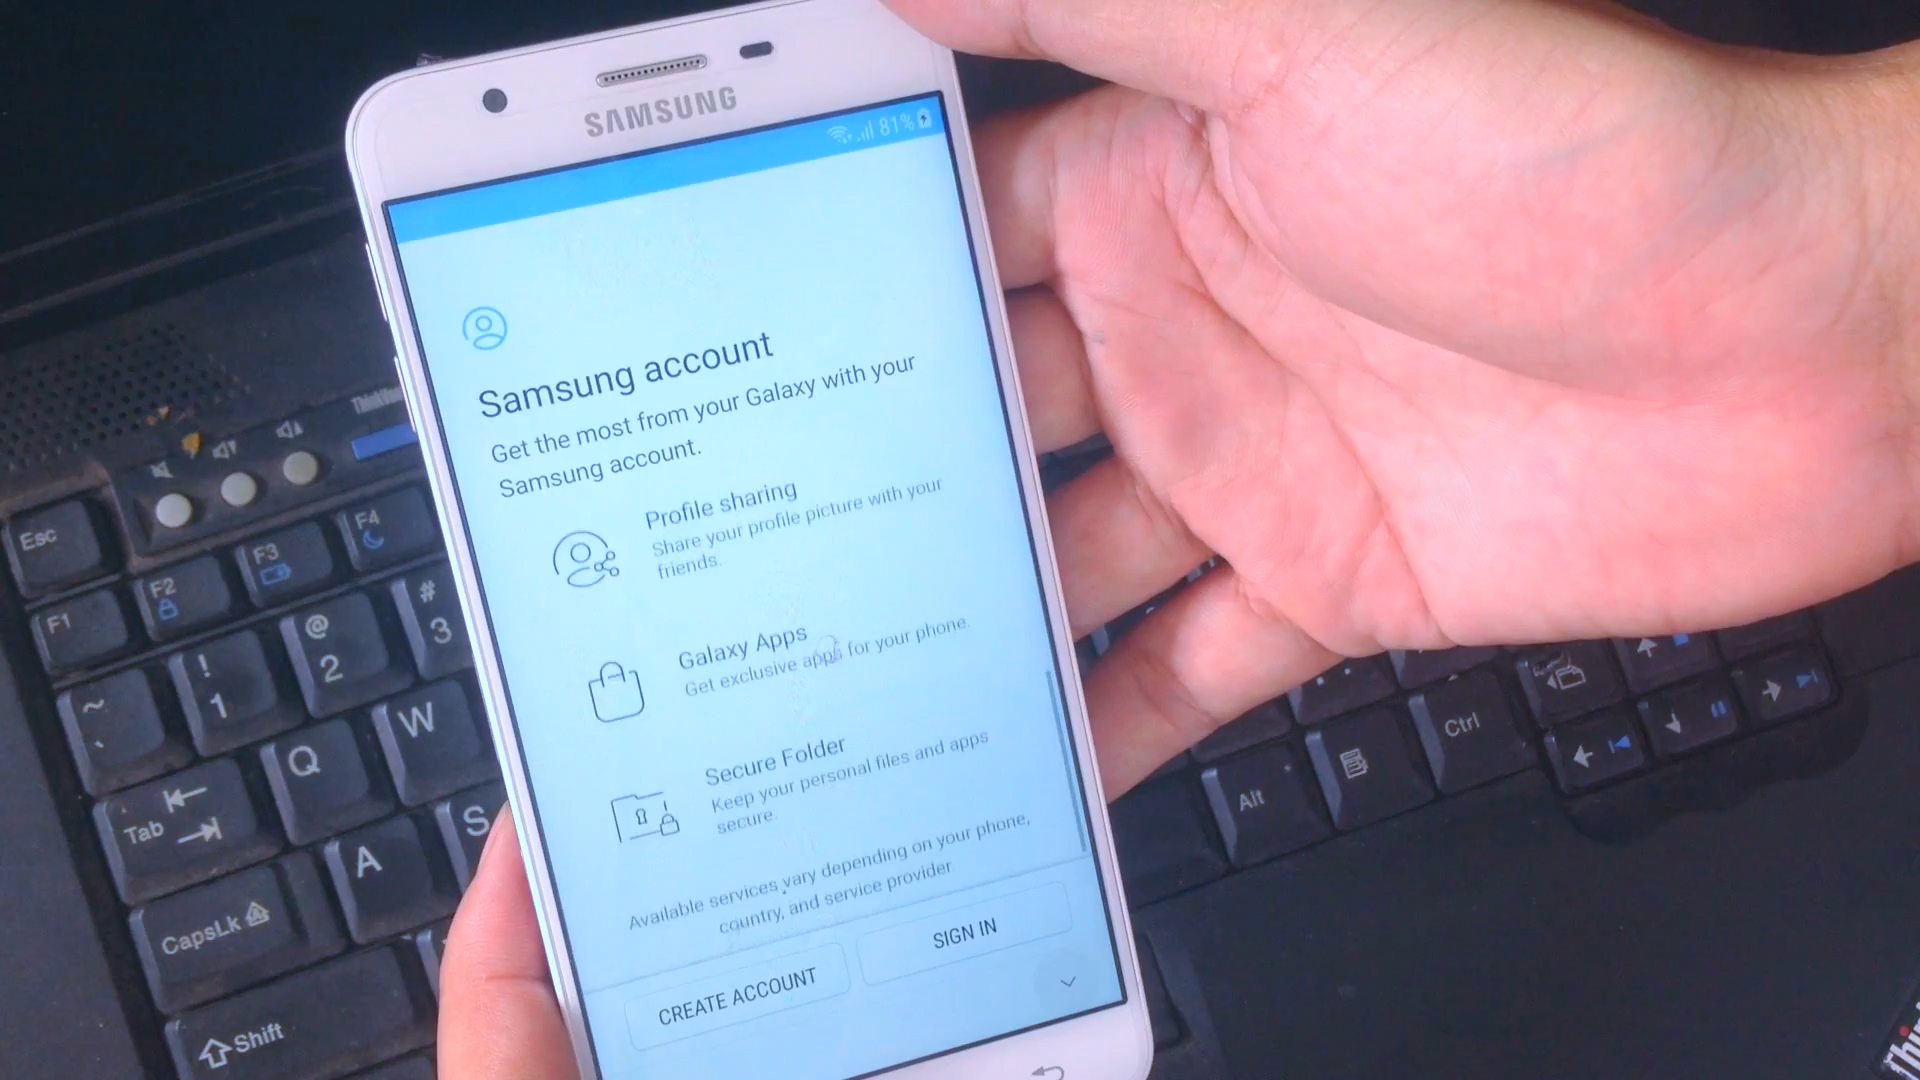 SAMSUNG
81%
Samsung account
Get the most from your Galaxy with your
Samsung account.
Profile sharing
Share your profile picture with your
friends.
Galaxy Apps
Get exclusive apps for your phone.
Secure Folder
Keep your personal files and apps
secure.
Available services vary depending on your phone,
country, and service provider
CREATE ACCOUNT
SIGN IN
Esc
F1
F2
F3
F4
~
`
!
1
@
2
#
3
Tab
Q
W
CapsLk
A
S
Shift
Alt
Ctrl